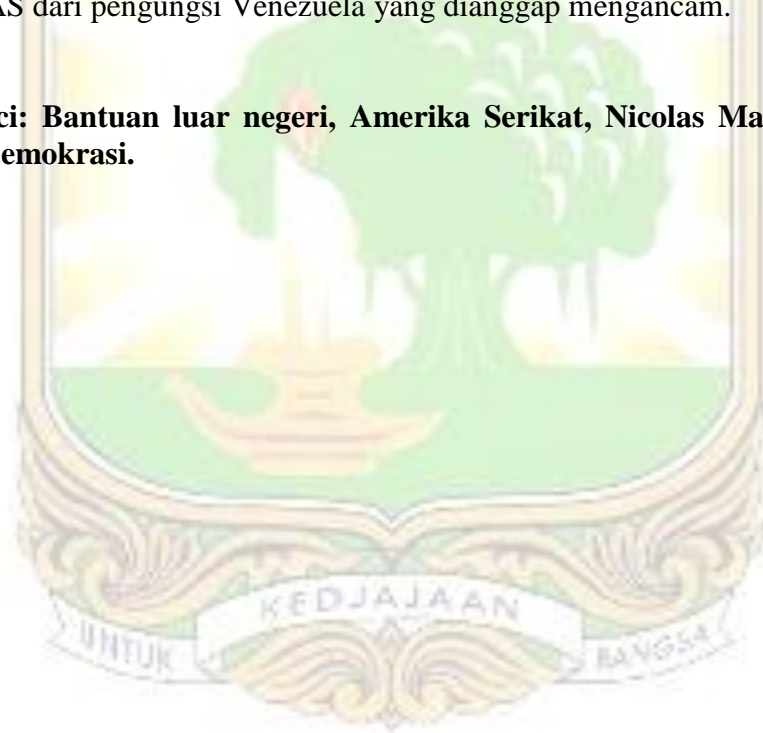 AS dari pengungsi Venezuela yang dianggap mengancam.
ci: Bantuan luar negeri, Amerika Serikat, Nicolas Ma
emokrasi.
UNTUK KEDJAJAAN BANGSA